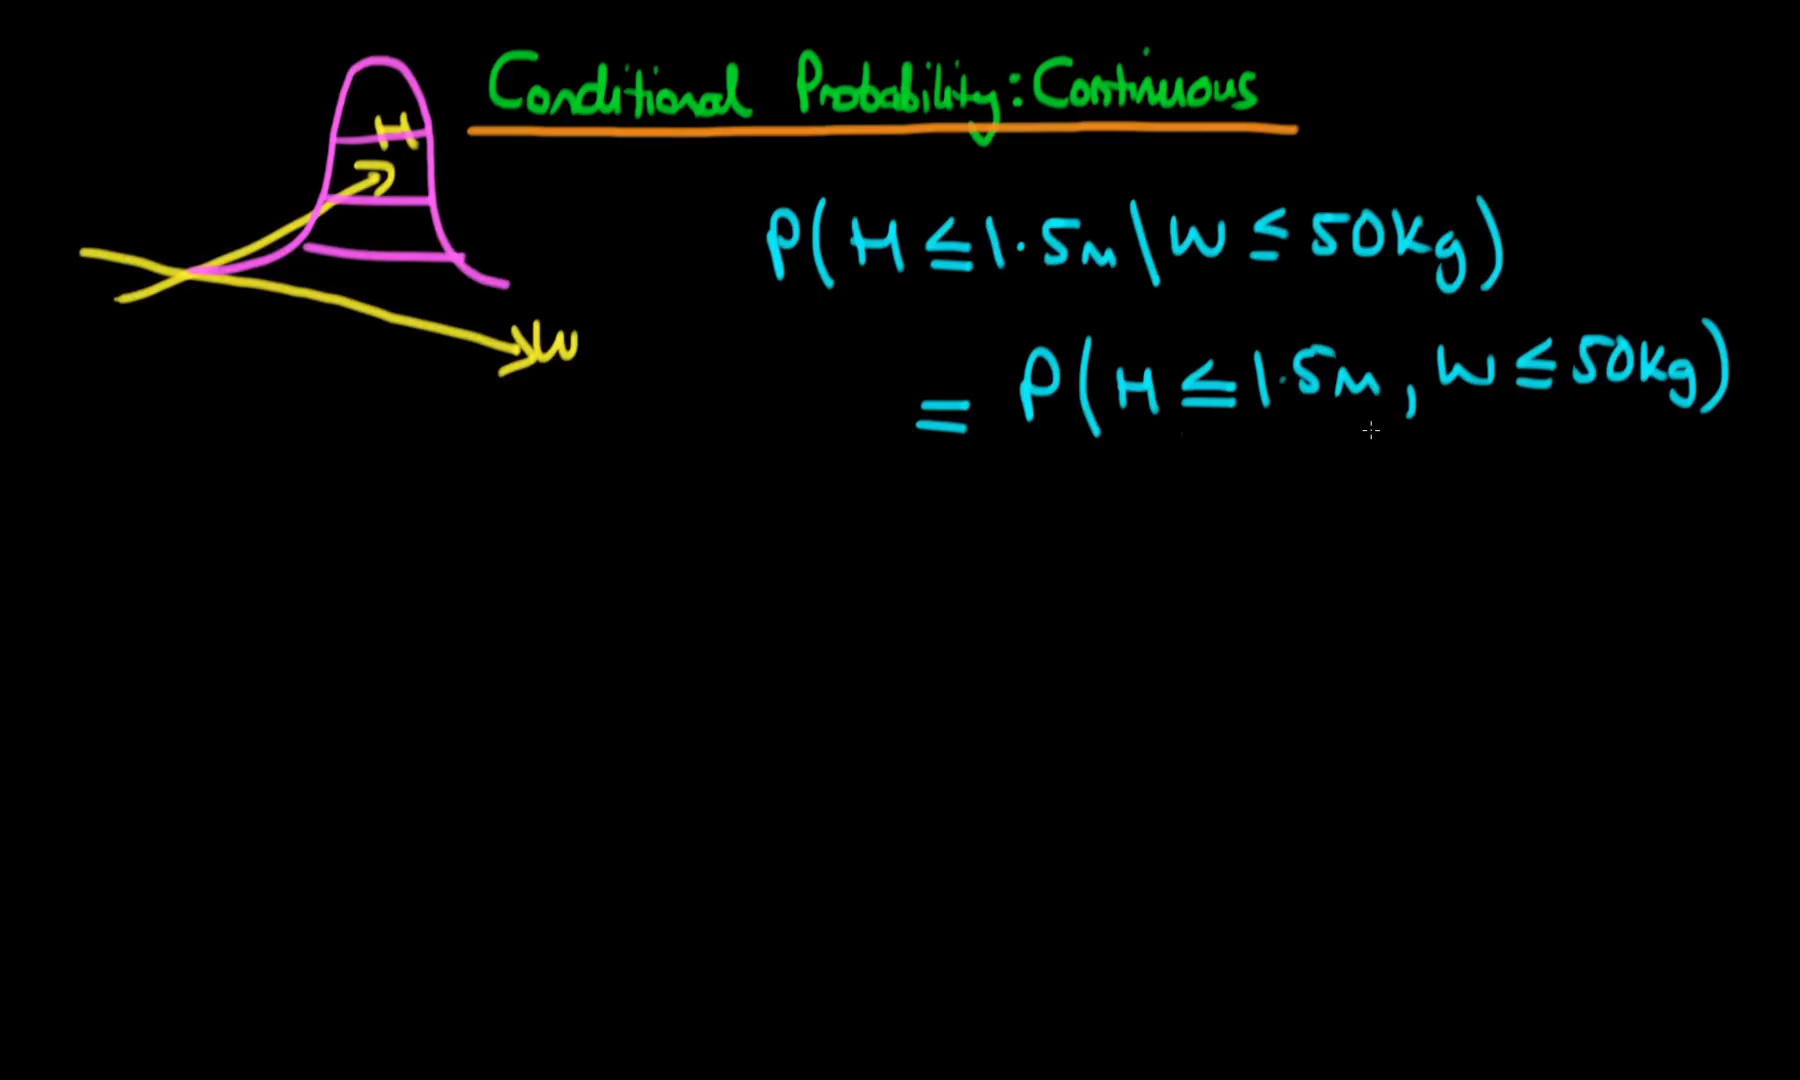 Conditional Probability: Continuous
H
W
P(H ≤ 1.5m | W ≤ 50kg)
= P(H ≤ 1.5m, W ≤ 50kg)